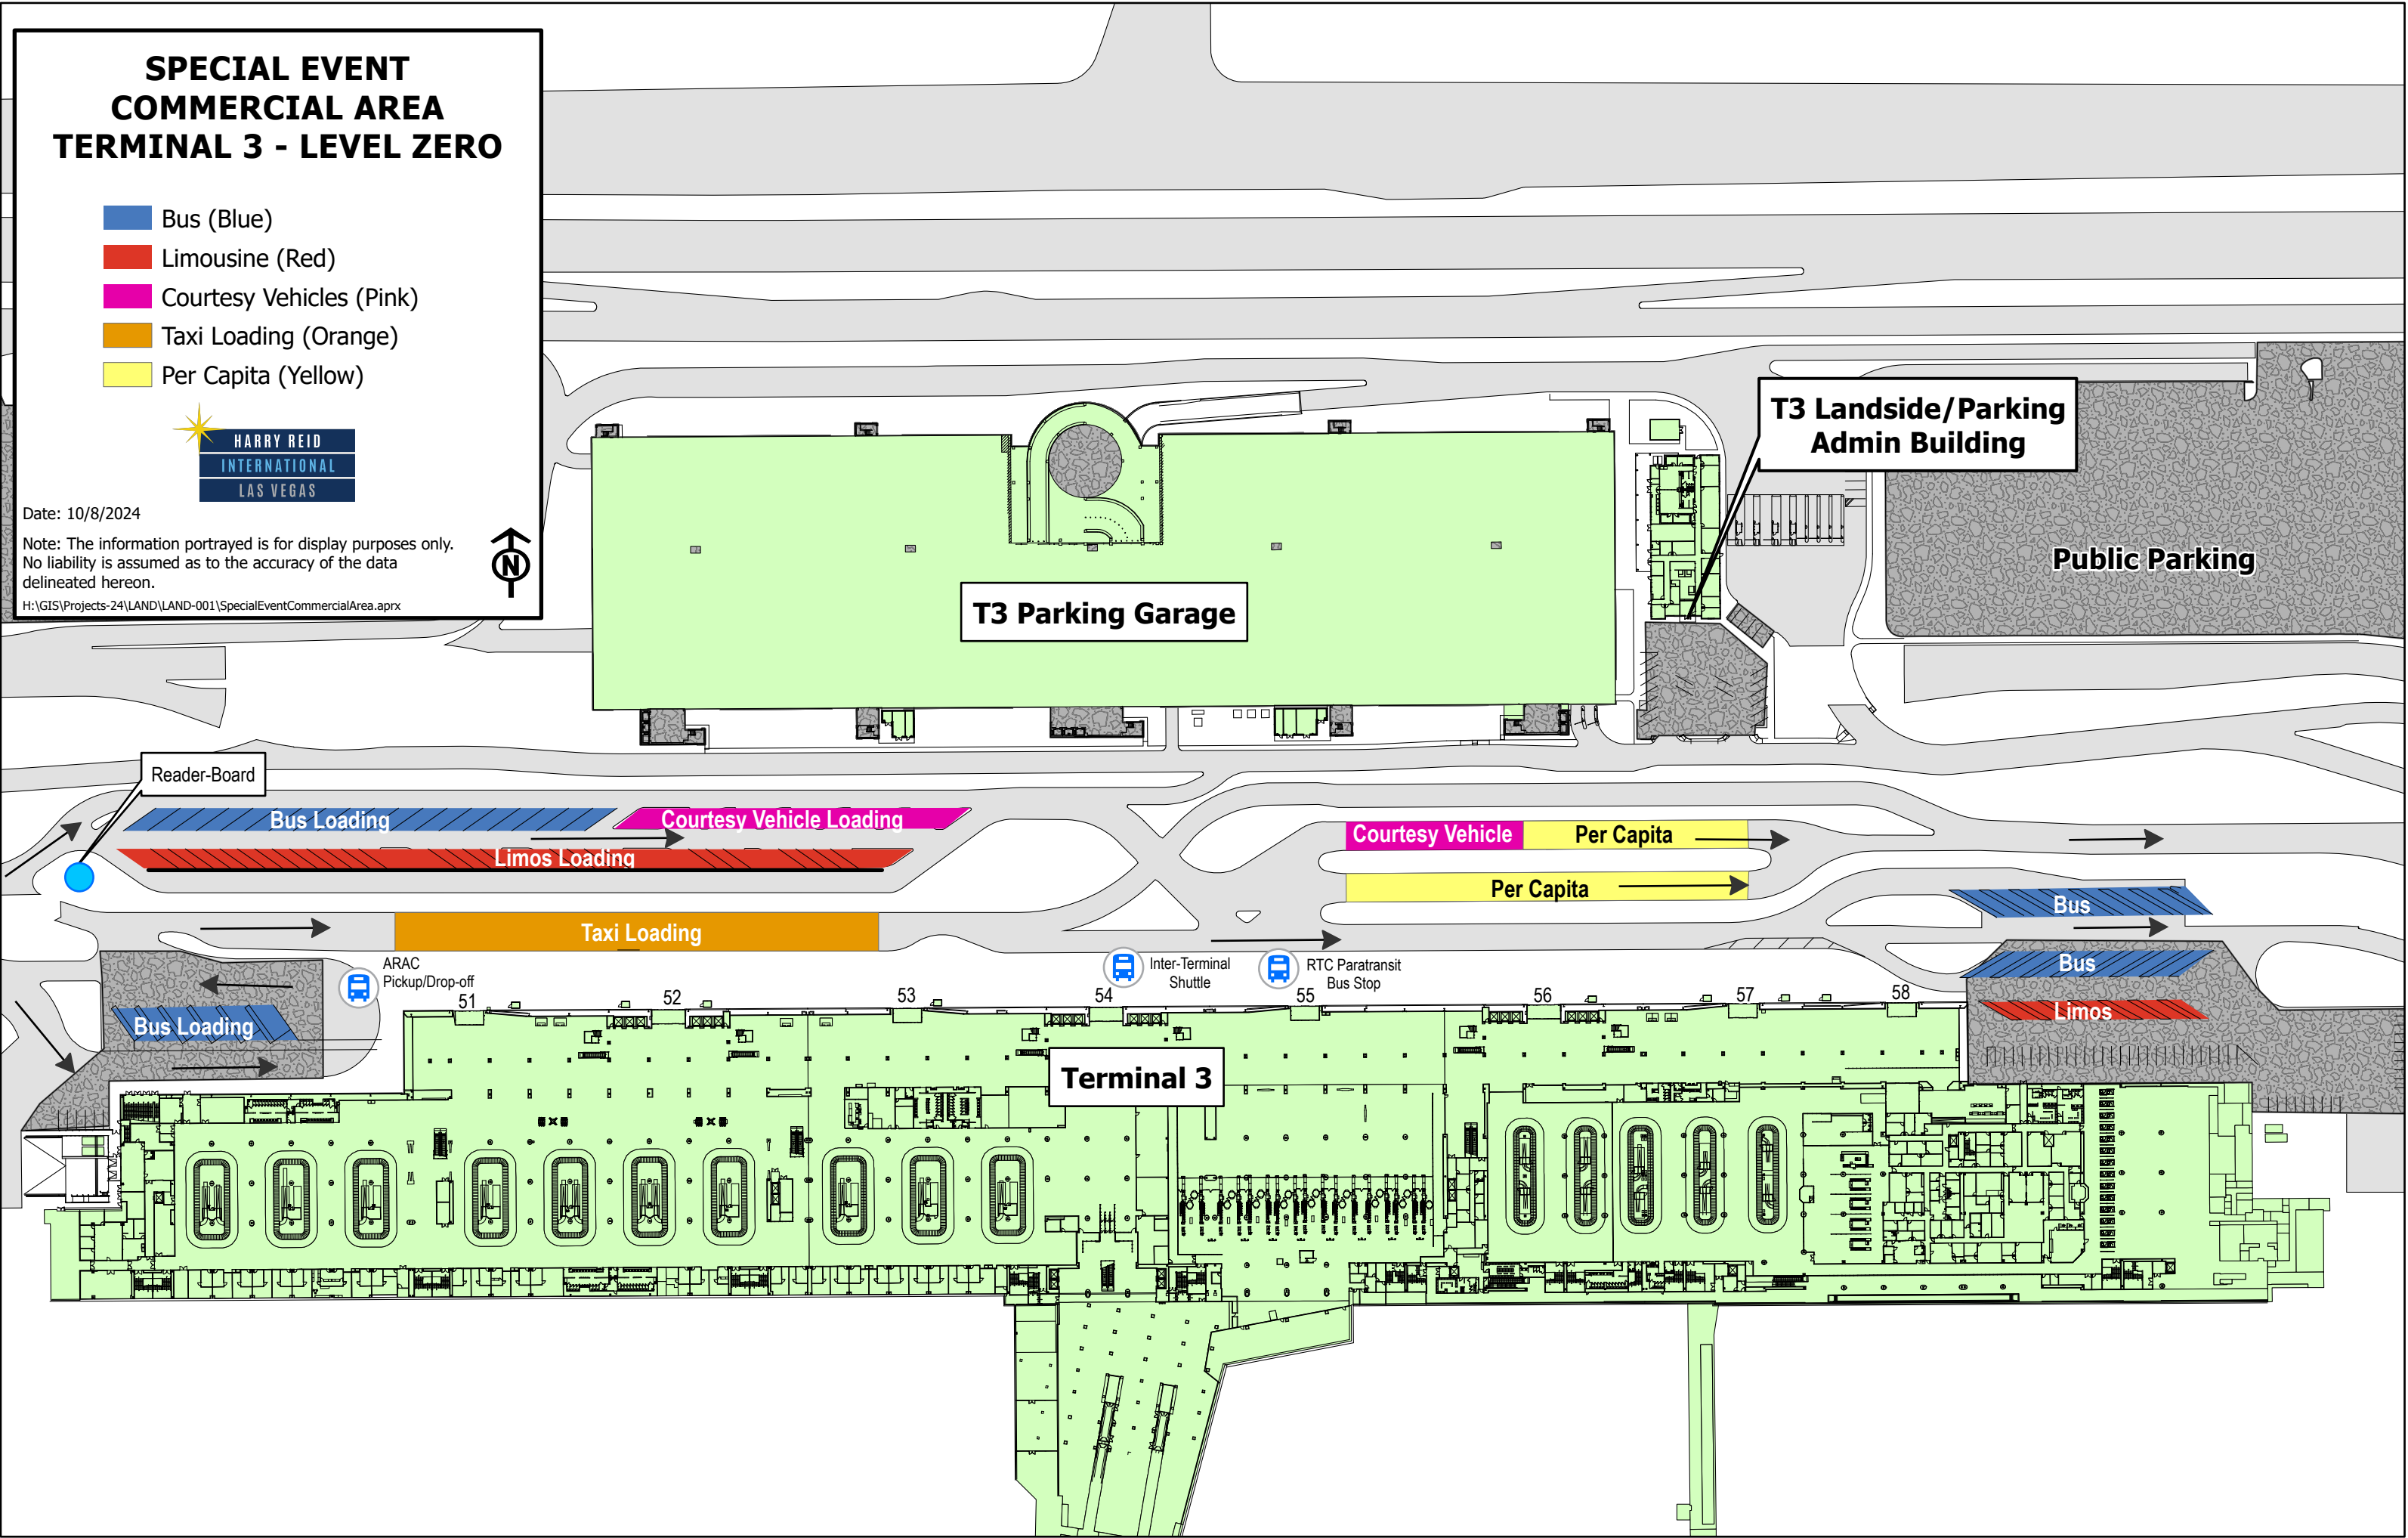 SPECIAL EVENT
COMMERCIAL AREA
TERMINAL 3 - LEVEL ZERO
Bus (Blue)
Limousine (Red)
Courtesy Vehicles (Pink)
Taxi Loading (Orange)
Per Capita (Yellow)
HARRY REID
INTERNATIONAL
LAS VEGAS
Date: 10/8/2024
Note: The information portrayed is for display purposes only.
No liability is assumed as to the accuracy of the data
delineated hereon.
H:\GIS\Projects-24\LAND\LAND-001\SpecialEventCommercialArea.aprx
N
T3 Landside/Parking
Admin Building
Public Parking
T3 Parking Garage
Reader-Board
Bus Loading
Courtesy Vehicle Loading
Limos Loading
Courtesy Vehicle
Per Capita
Per Capita
Bus
Taxi Loading
Bus
Limos
ARAC
Pickup/Drop-off
Inter-Terminal
Shuttle
RTC Paratransit
Bus Stop
51
52
53
54
55
56
57
58
Bus Loading
Terminal 3